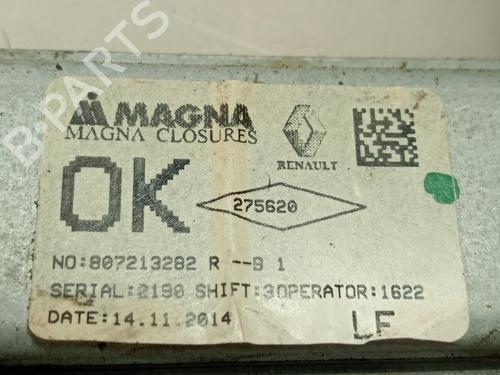 MAGNA
MAGNA CLOSURES
RENAULT
OK
275620
NO:807213282 R --B 1
SERIAL:2190 SHIFT:3OPERATOR:1622
DATE:14.11.2014
LF
B-PARTS